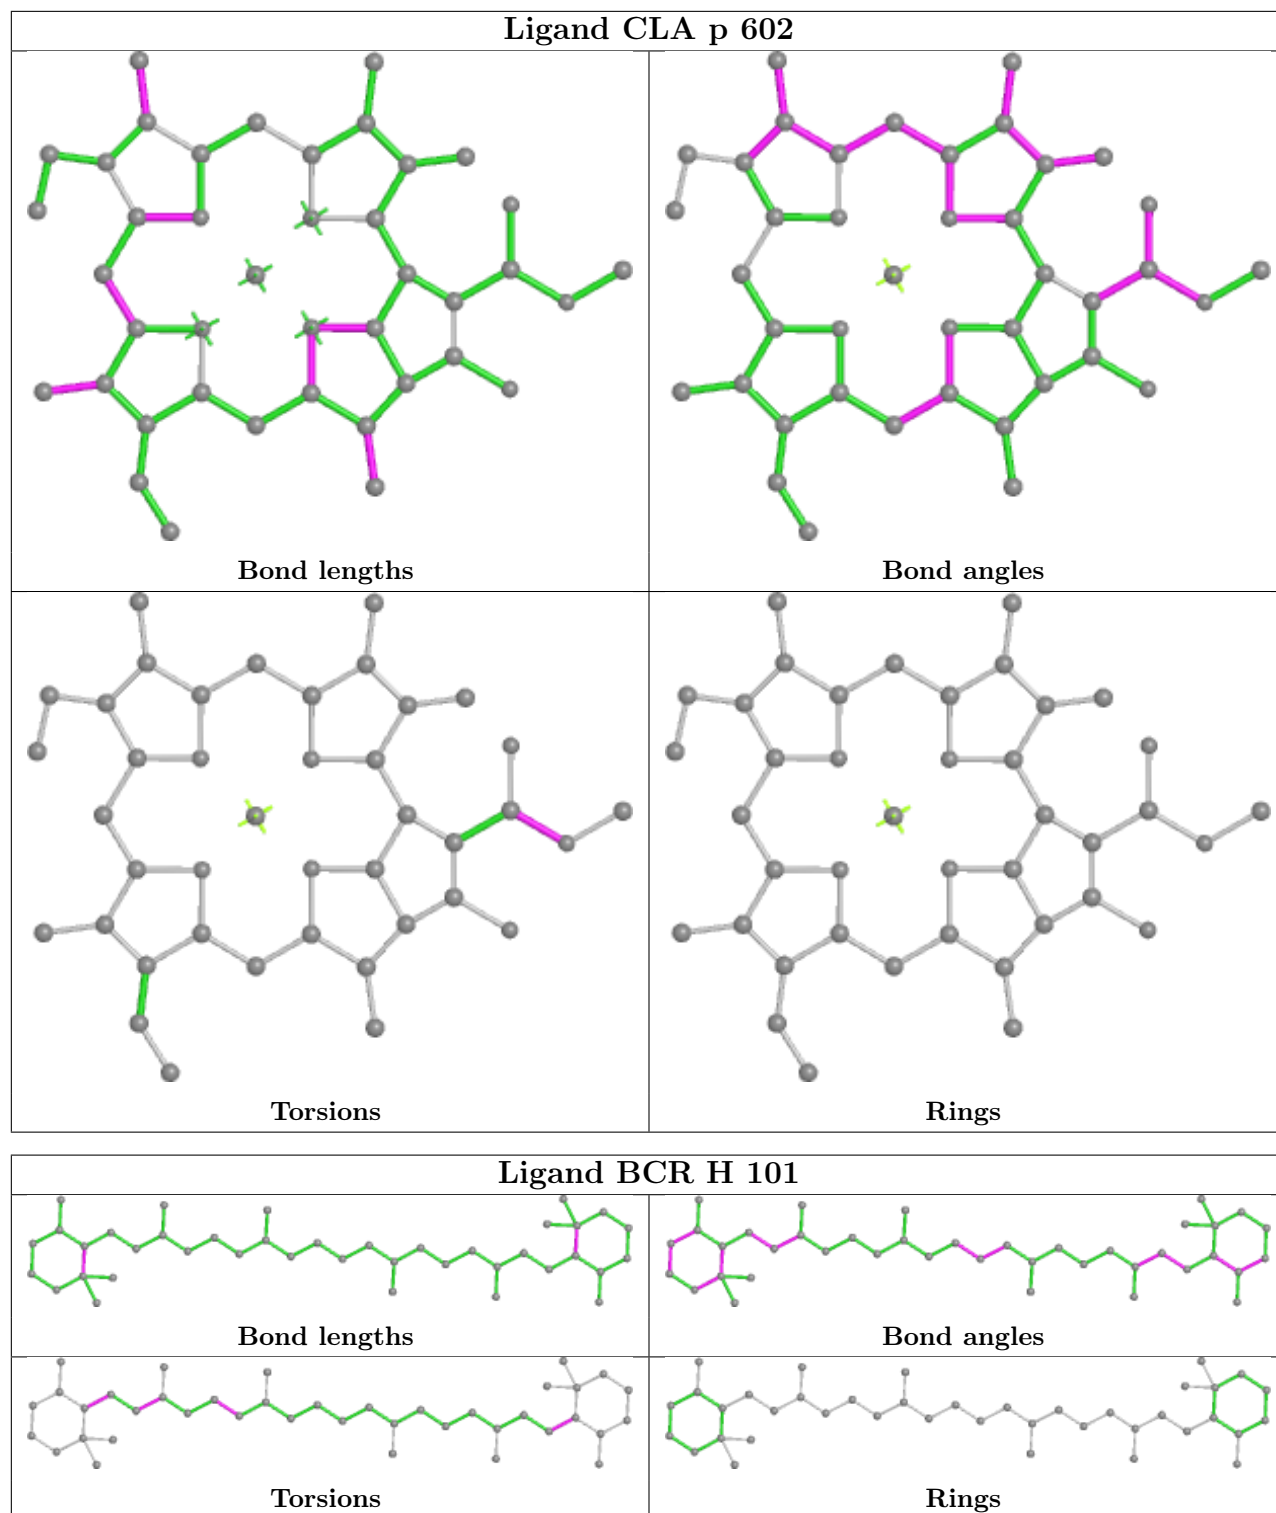 Ligand CLA p 602
Bond lengths
Bond angles
Torsions
Rings
Ligand BCR H 101
Bond lengths
Bond angles
Torsions
Rings